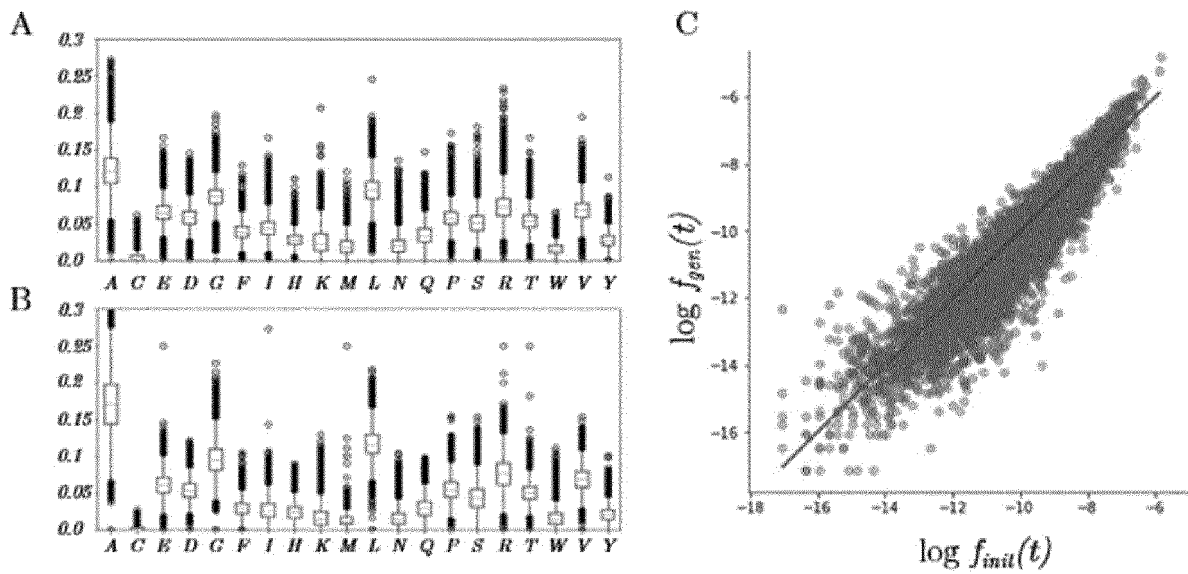 A
0.3
0.25
0.2
0.15
0.1
0.05
0.0
A C E D G F I H K M L N Q P S R T W V Y
B
0.3
0.25
0.2
0.15
0.1
0.05
0.0
A C E D G F I H K M L N Q P S R T W V Y
C
log f_gen(t)
−6
−8
−10
−12
−14
−16
−18 −16 −14 −12 −10 −8 −6
log f_init(t)